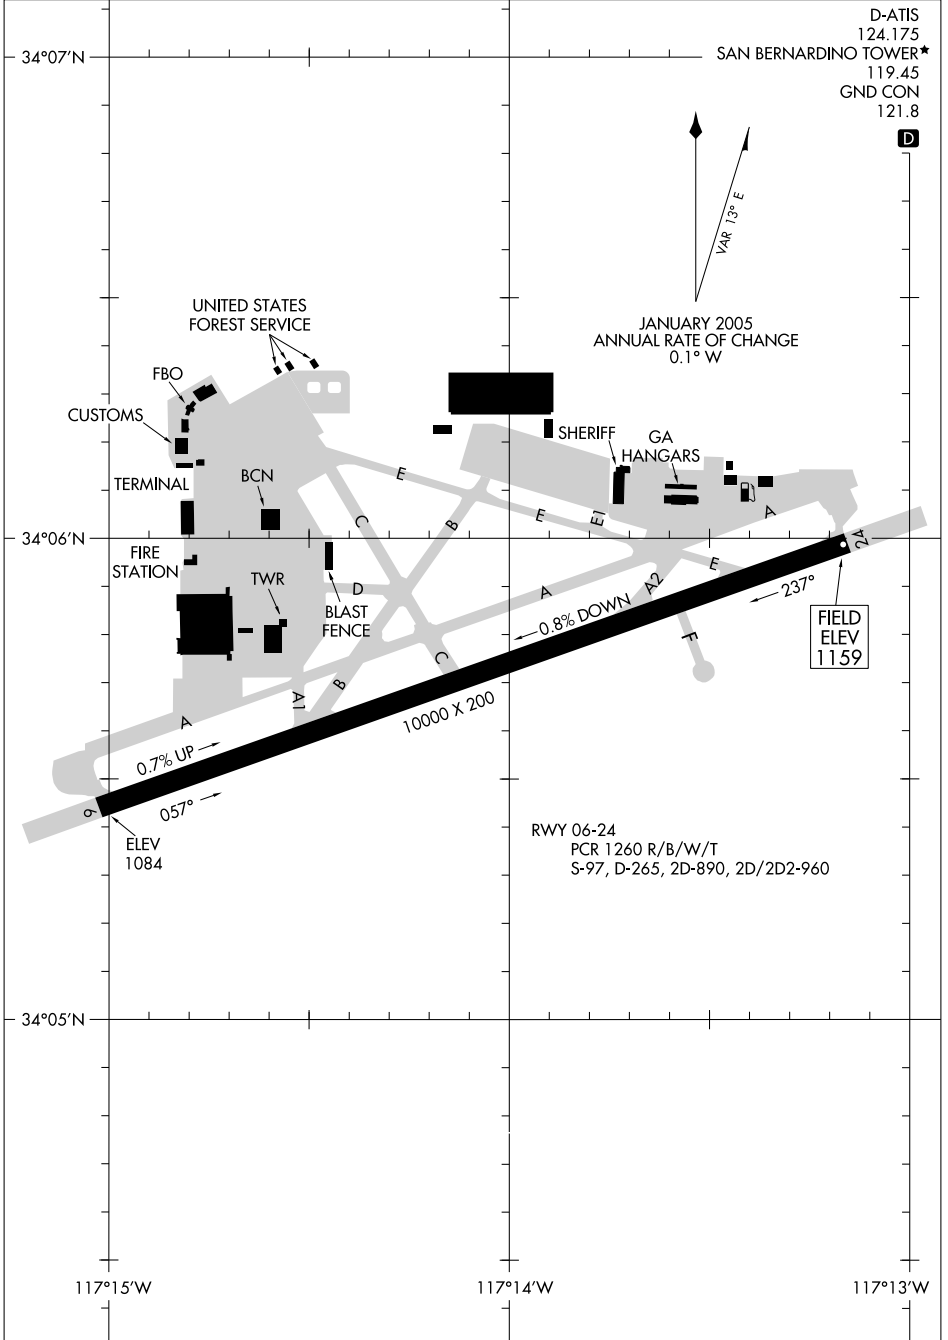 D-ATIS
124.175
34°07'N
SAN BERNARDINO TOWER★
119.45
GND CON
121.8
D
VAR 13° E
UNITED STATES
FOREST SERVICE
JANUARY 2005
ANNUAL RATE OF CHANGE
0.1° W
FBO
CUSTOMS
SHERIFF
GA
HANGARS
TERMINAL
BCN
E
C
B
E
E1
A
34°06'N
24
FIRE
STATION
TWR
D
BLAST
FENCE
A
A2
E
237°
0.8% DOWN
FIELD
ELEV
1159
F
C
B
A1
A
10000 X 200
0.7% UP
057°
6
ELEV
1084
RWY 06-24
PCR 1260 R/B/W/T
S-97, D-265, 2D-890, 2D/2D2-960
34°05'N
117°15'W
117°14'W
117°13'W